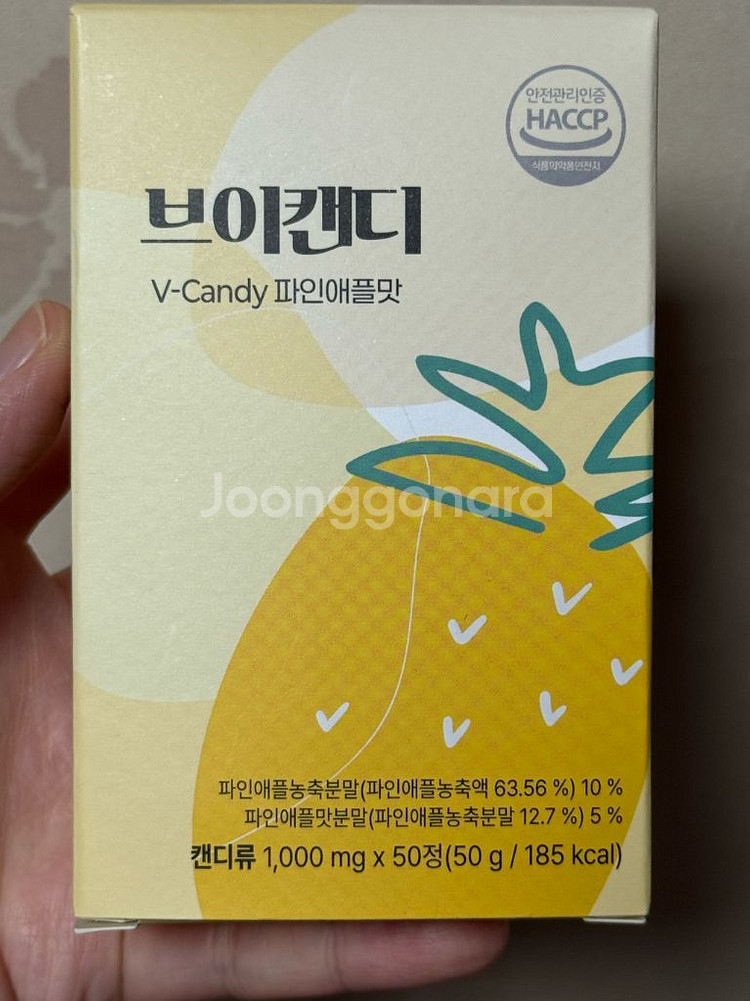 안전관리인증
HACCP
식품의약품안전처
브이캔디
V-Candy 파인애플맛
Joonggonara
파인애플농축분말(파인애플농축액 63.56 %) 10 %
파인애플맛분말(파인애플농축분말 12.7 %) 5 %
캔디류 1,000 mg x 50정(50 g / 185 kcal)